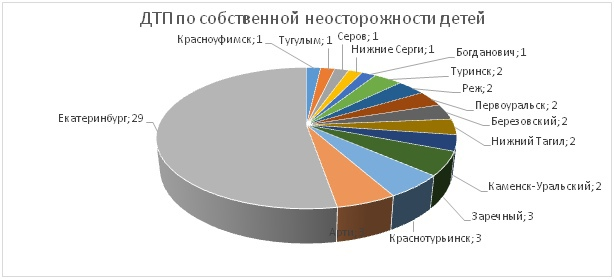 ДТП по собственной неосторожности детей
Красноуфимск; 1
Тугулым; 1
Серов; 1
Нижние Серги; 1
Богданович; 1
Туринск; 2
Реж; 2
Первоуральск; 2
Березовский; 2
Нижний Тагил; 2
Каменск-Уральский; 2
Заречный; 3
Краснотурьинск; 3
Екатеринбург; 29